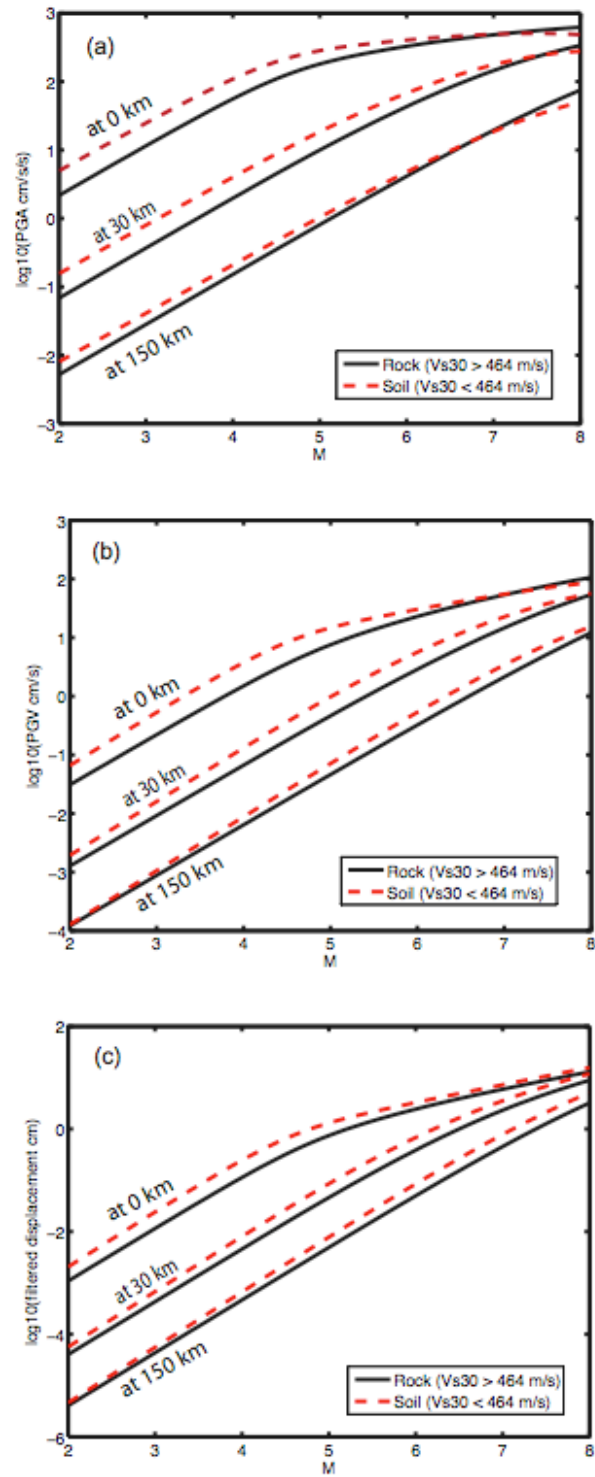 (a)
3
2
1
0
−1
−2
−3
log10(PGA cm/s/s)
at 0 km
at 30 km
at 150 km
Rock (Vs30 > 464 m/s)
Soil (Vs30 < 464 m/s)
2 3 4 5 6 7 8
M
(b)
3
2
1
0
−1
−2
−3
−4
log10(PGV cm/s)
at 0 km
at 30 km
at 150 km
Rock (Vs30 > 464 m/s)
Soil (Vs30 < 464 m/s)
2 3 4 5 6 7 8
M
(c)
2
0
−2
−4
−6
log10(filtered displacement cm)
at 0 km
at 30 km
at 150 km
Rock (Vs30 > 464 m/s)
Soil (Vs30 < 464 m/s)
2 3 4 5 6 7 8
M